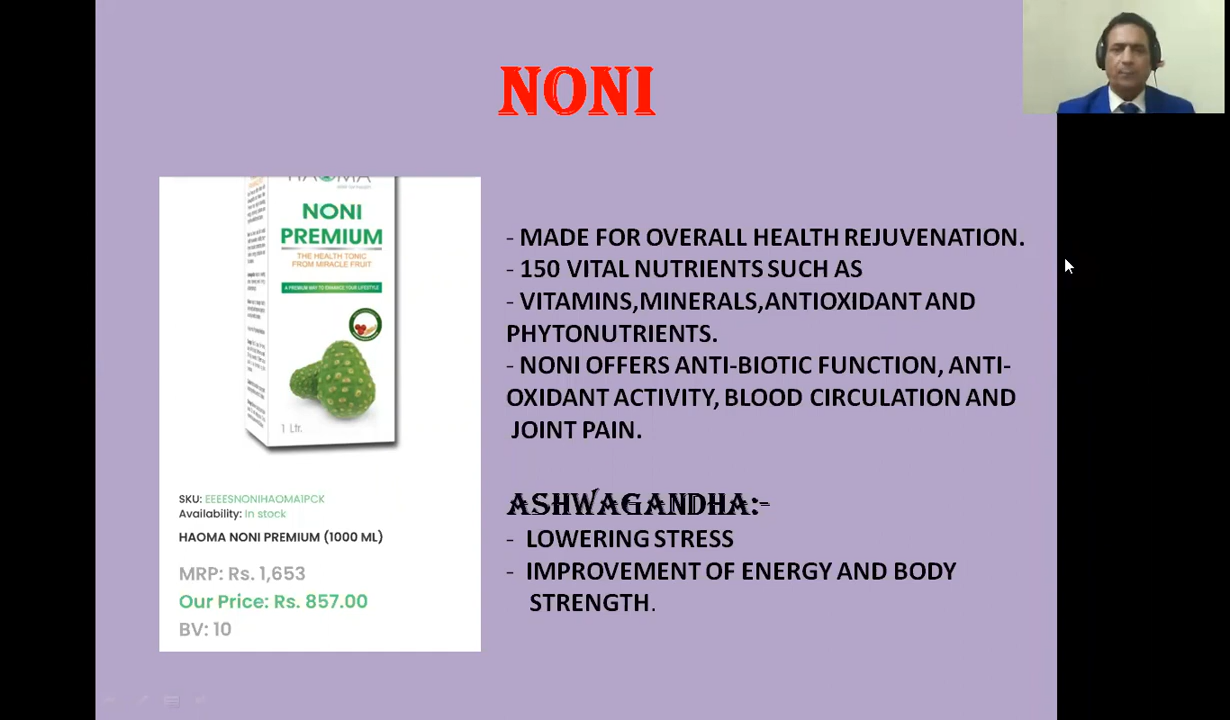 NONI
HAOMA
NONI
PREMIUM
THE HEALTH TONIC
FROM MIRACLE FRUIT
A PREMIUM WAY TO ENHANCE YOUR LIFESTYLE
1 Ltr.
SKU: EEEESNONIHAOMA1PCK
Availability: In stock
HAOMA NONI PREMIUM (1000 ML)
MRP: Rs. 1,653
Our Price: Rs. 857.00
BV: 10
- MADE FOR OVERALL HEALTH REJUVENATION.
- 150 VITAL NUTRIENTS SUCH AS
- VITAMINS,MINERALS,ANTIOXIDANT AND
PHYTONUTRIENTS.
- NONI OFFERS ANTI-BIOTIC FUNCTION, ANTI-
OXIDANT ACTIVITY, BLOOD CIRCULATION AND
JOINT PAIN.
ASHWAGANDHA:-
- LOWERING STRESS
- IMPROVEMENT OF ENERGY AND BODY
STRENGTH.